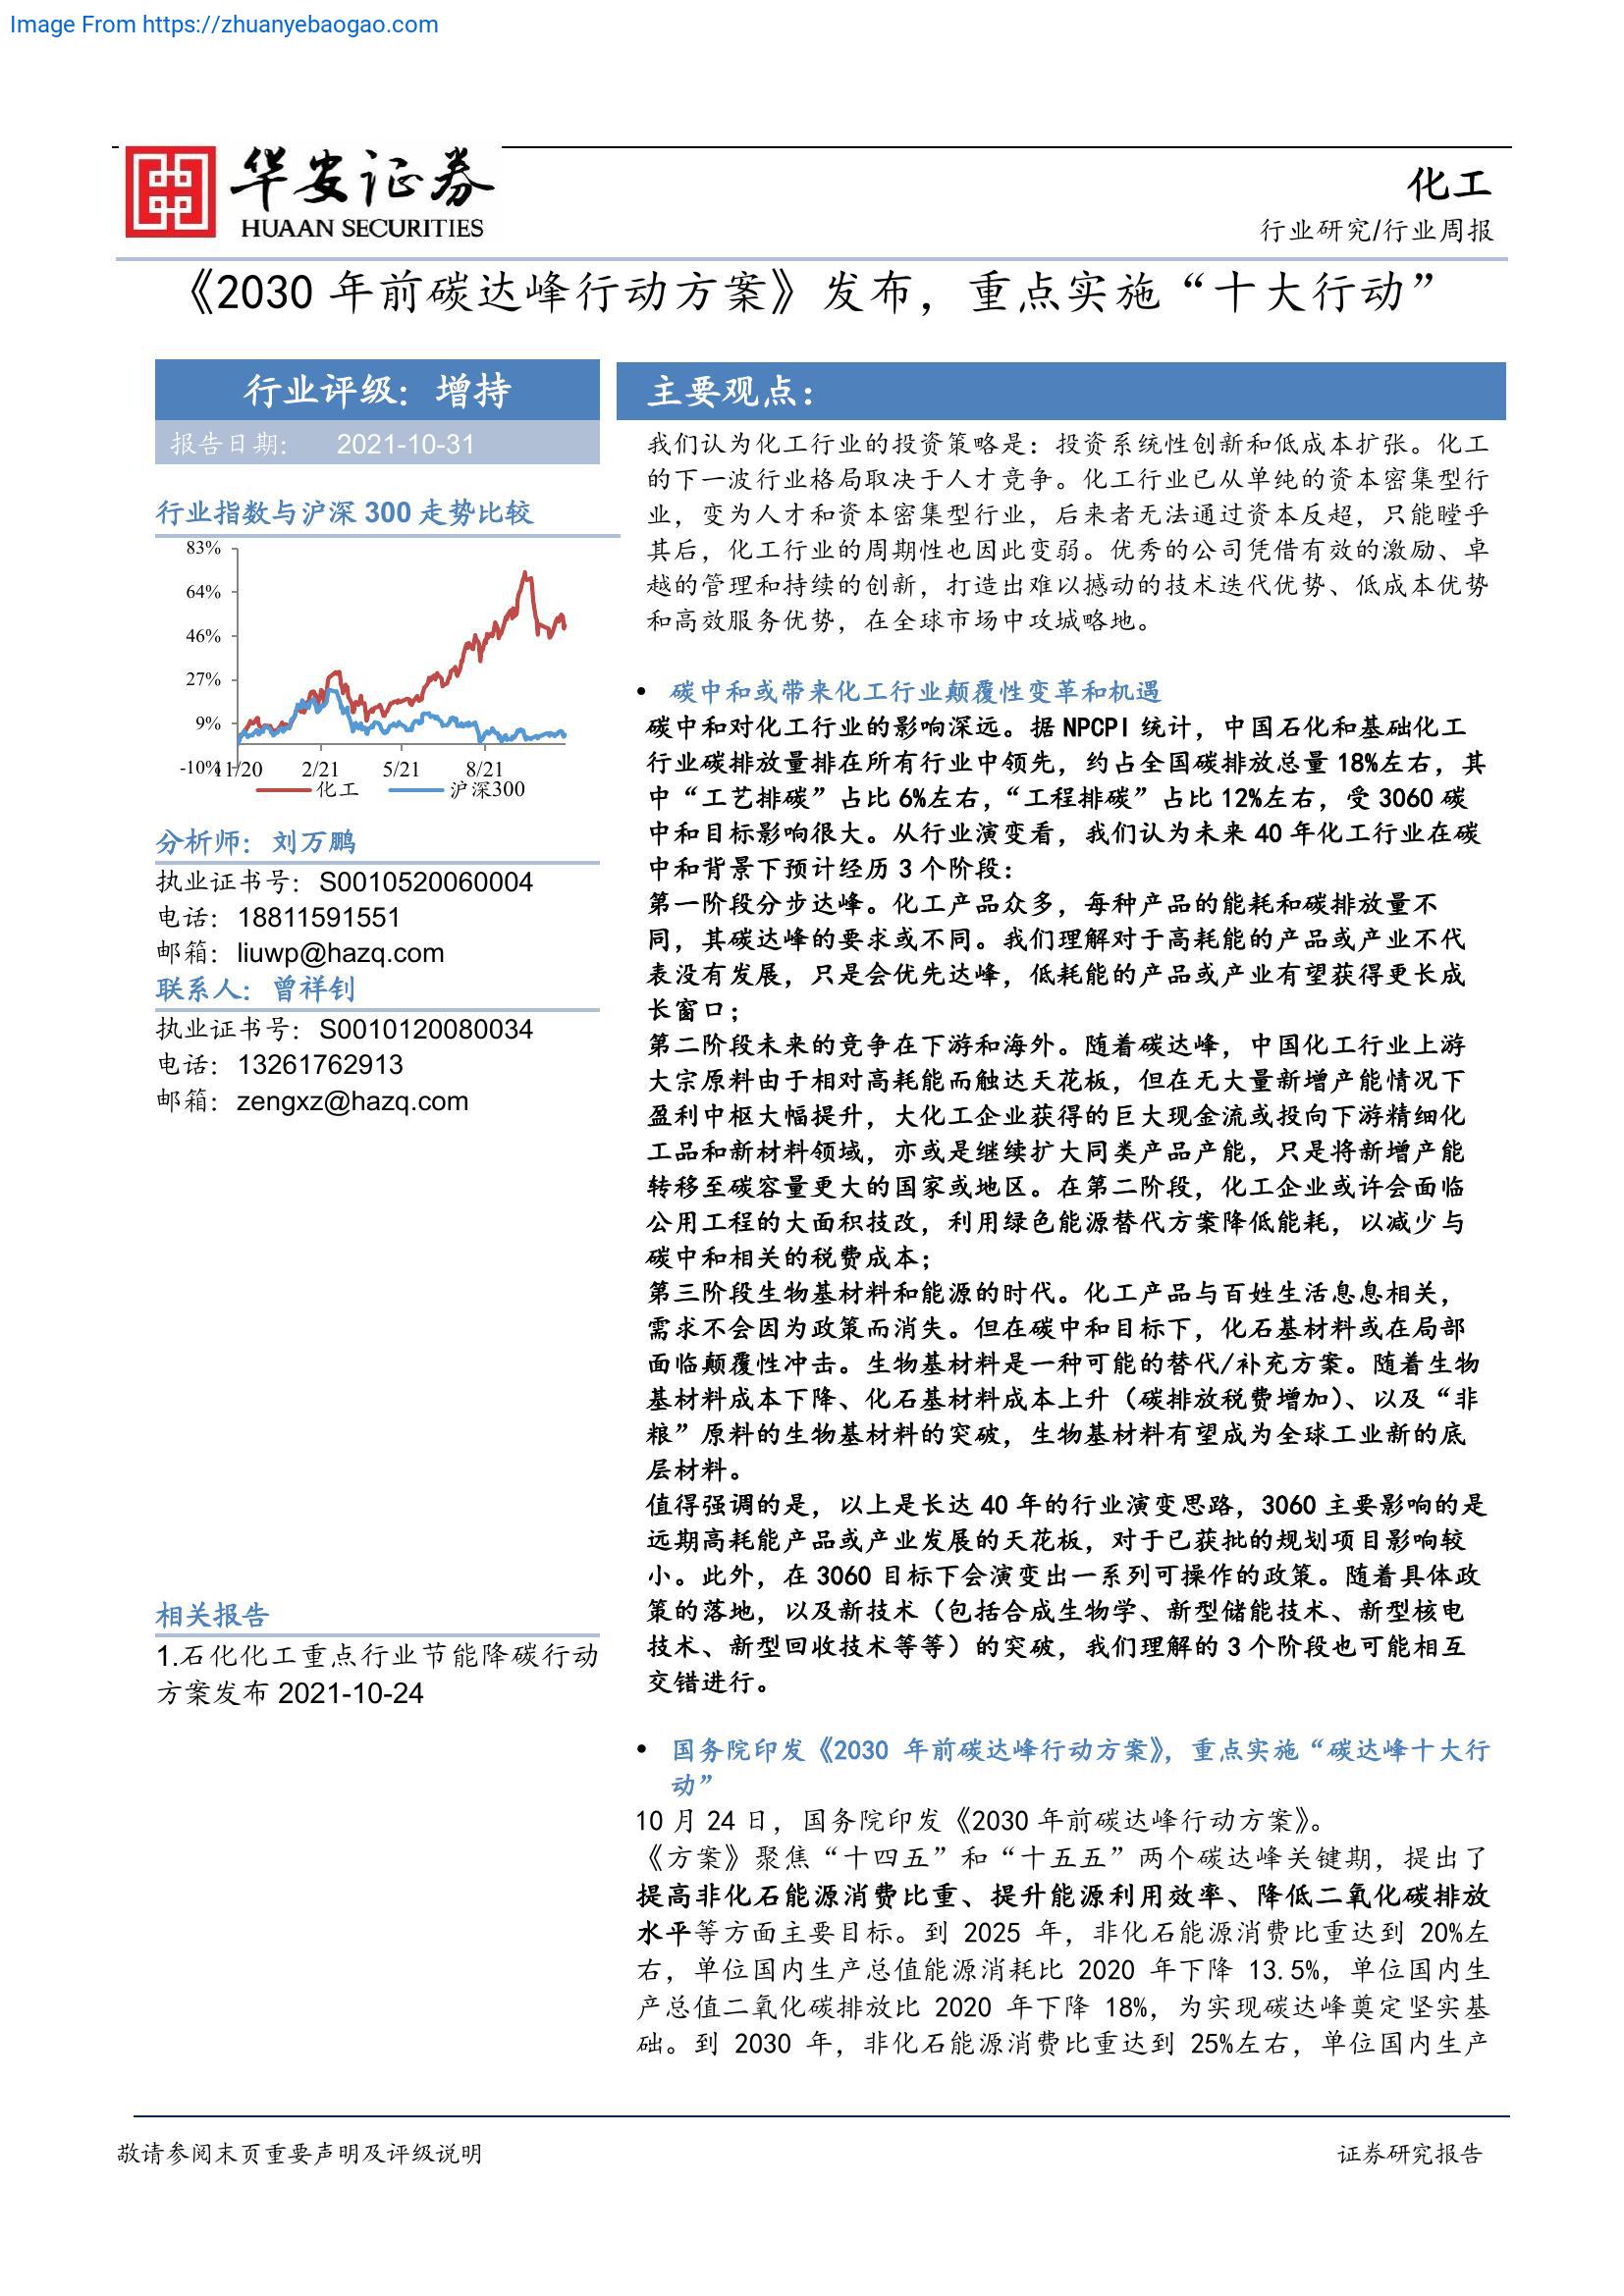 Image From https://zhuanyebaogao.com
华安证券
HUAAN SECURITIES
化工
行业研究/行业周报
《2030 年前碳达峰行动方案》发布，重点实施“十大行动”
行业评级：增持
报告日期： 2021-10-31
行业指数与沪深 300 走势比较
83%
64%
46%
27%
9%
-10%
11/20 2/21 5/21 8/21
化工 沪深300
分析师：刘万鹏
执业证书号：S0010520060004
电话：18811591551
邮箱：liuwp@hazq.com
联系人：曾祥钊
执业证书号：S0010120080034
电话：13261762913
邮箱：zengxz@hazq.com
相关报告
1.石化化工重点行业节能降碳行动
方案发布 2021-10-24
主要观点：
我们认为化工行业的投资策略是：投资系统性创新和低成本扩张。化工
的下一波行业格局取决于人才竞争。化工行业已从单纯的资本密集型行
业，变为人才和资本密集型行业，后来者无法通过资本反超，只能瞠乎
其后，化工行业的周期性也因此变弱。优秀的公司凭借有效的激励、卓
越的管理和持续的创新，打造出难以撼动的技术迭代优势、低成本优势
和高效服务优势，在全球市场中攻城略地。
• 碳中和或带来化工行业颠覆性变革和机遇
碳中和对化工行业的影响深远。据 NPCPI 统计，中国石化和基础化工
行业碳排放量排在所有行业中领先，约占全国碳排放总量 18%左右，其
中“工艺排碳”占比 6%左右，“工程排碳”占比 12%左右，受 3060 碳
中和目标影响很大。从行业演变看，我们认为未来 40 年化工行业在碳
中和背景下预计经历 3 个阶段：
第一阶段分步达峰。化工产品众多，每种产品的能耗和碳排放量不
同，其碳达峰的要求或不同。我们理解对于高耗能的产品或产业不代
表没有发展，只是会优先达峰，低耗能的产品或产业有望获得更长成
长窗口；
第二阶段未来的竞争在下游和海外。随着碳达峰，中国化工行业上游
大宗原料由于相对高耗能而触达天花板，但在无大量新增产能情况下
盈利中枢大幅提升，大化工企业获得的巨大现金流或投向下游精细化
工品和新材料领域，亦或是继续扩大同类产品产能，只是将新增产能
转移至碳容量更大的国家或地区。在第二阶段，化工企业或许会面临
公用工程的大面积技改，利用绿色能源替代方案降低能耗，以减少与
碳中和相关的税费成本；
第三阶段生物基材料和能源的时代。化工产品与百姓生活息息相关，
需求不会因为政策而消失。但在碳中和目标下，化石基材料或在局部
面临颠覆性冲击。生物基材料是一种可能的替代/补充方案。随着生物
基材料成本下降、化石基材料成本上升（碳排放税费增加）、以及“非
粮”原料的生物基材料的突破，生物基材料有望成为全球工业新的底
层材料。
值得强调的是，以上是长达 40 年的行业演变思路，3060 主要影响的是
远期高耗能产品或产业发展的天花板，对于已获批的规划项目影响较
小。此外，在 3060 目标下会演变出一系列可操作的政策。随着具体政
策的落地，以及新技术（包括合成生物学、新型储能技术、新型核电
技术、新型回收技术等等）的突破，我们理解的 3 个阶段也可能相互
交错进行。
• 国务院印发《2030 年前碳达峰行动方案》，重点实施“碳达峰十大行
动”
10 月 24 日，国务院印发《2030 年前碳达峰行动方案》。
《方案》聚焦“十四五”和“十五五”两个碳达峰关键期，提出了
提高非化石能源消费比重、提升能源利用效率、降低二氧化碳排放
水平等方面主要目标。到 2025 年，非化石能源消费比重达到 20%左
右，单位国内生产总值能源消耗比 2020 年下降 13.5%，单位国内生
产总值二氧化碳排放比 2020 年下降 18%，为实现碳达峰奠定坚实基
础。到 2030 年，非化石能源消费比重达到 25%左右，单位国内生产
敬请参阅末页重要声明及评级说明
证券研究报告